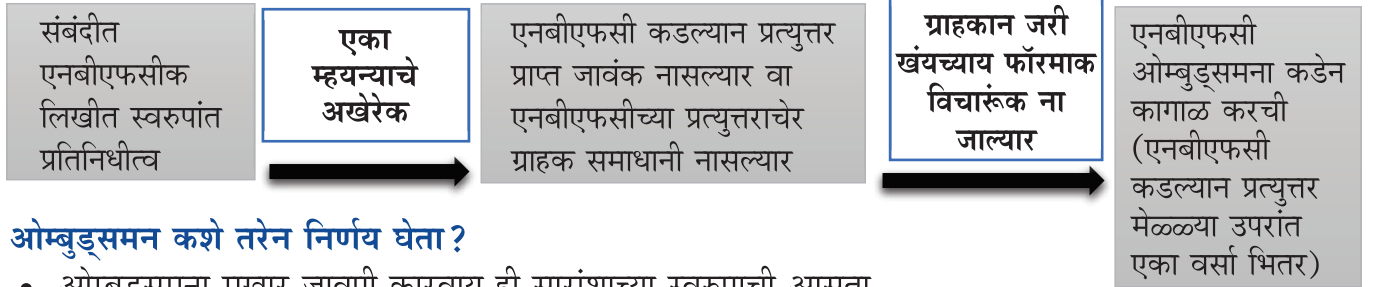 संबंदीत
एनबीएफसीक
लिखीत स्वरुपांत
प्रतिनिधीत्व
एका
म्हयन्याचे
अखेरेक
एनबीएफसी कडल्यान प्रत्युत्तर
प्राप्त जावंक नासल्यार वा
एनबीएफसीच्या प्रत्युत्तराचेर
ग्राहक समाधानी नासल्यार
ग्राहकान जरी
खंयच्याय फॉरमाक
विचारूंक ना
जाल्यार
एनबीएफसी
ओम्बुड्समना कडेन
कागाळ करची
(एनबीएफसी
कडल्यान प्रत्युत्तर
मेळ्ळ्या उपरांत
एका वर्सा भितर)
ओम्बुड्समन कशे तरेन निर्णय घेता?